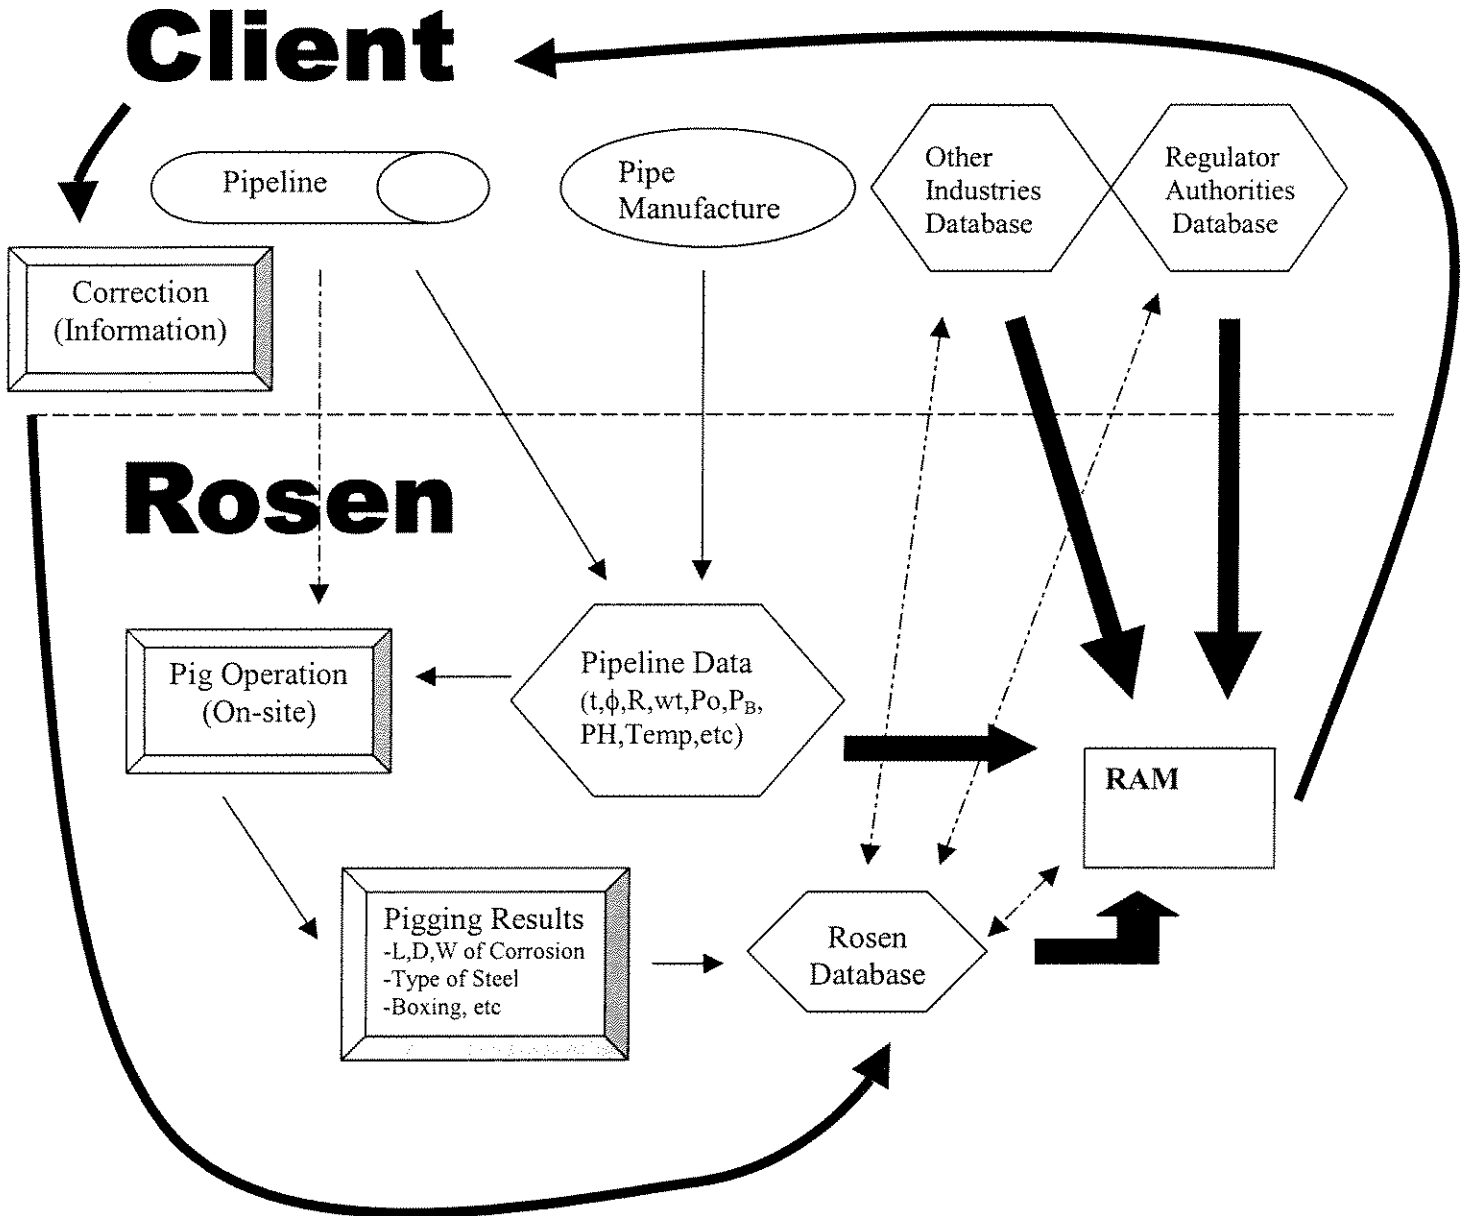 Client
Pipeline
Pipe
Manufacture
Other
Industries
Database
Regulator
Authorities
Database
Correction
(Information)
Rosen
Pig Operation
(On-site)
Pipeline Data
(t,ϕ,R,wt,Po,P_B,
PH,Temp,etc)
RAM
Pigging Results
-L,D,W of Corrosion
-Type of Steel
-Boxing, etc
Rosen
Database